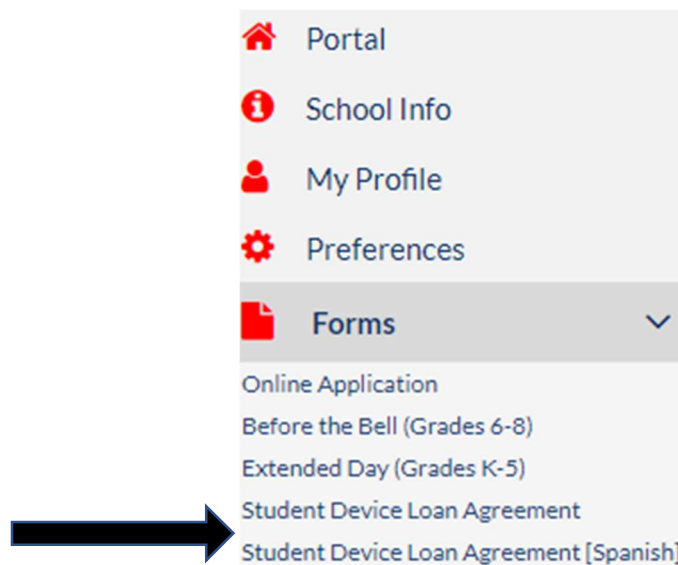 Portal
School Info
My Profile
Preferences
Forms
Online Application
Before the Bell (Grades 6-8)
Extended Day (Grades K-5)
Student Device Loan Agreement
Student Device Loan Agreement [Spanish]